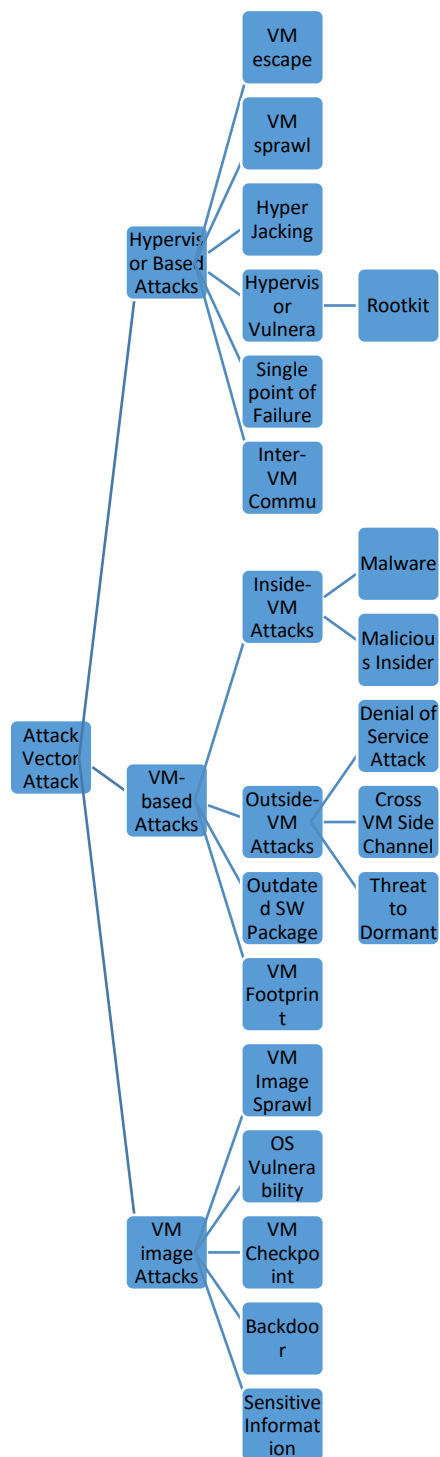 VM
escape
VM
sprawl
Hyper
Jacking
Hypervis
or Based
Attacks
Hypervis
or
Vulnera
Rootkit
Single
point of
Failure
Inter-
VM
Commu
Inside-
VM
Attacks
Malware
Maliciou
s Insider
Attack
Vector
Attack
VM-
based
Attacks
Outside-
VM
Attacks
Denial of
Service
Attack
Cross
VM Side
Channel
Threat
to
Dormant
Outdate
d SW
Package
VM
Footprin
t
VM
Image
Sprawl
OS
Vulnera
bility
VM
image
Attacks
VM
Checkpo
int
Backdoo
r
Sensitive
Informat
ion